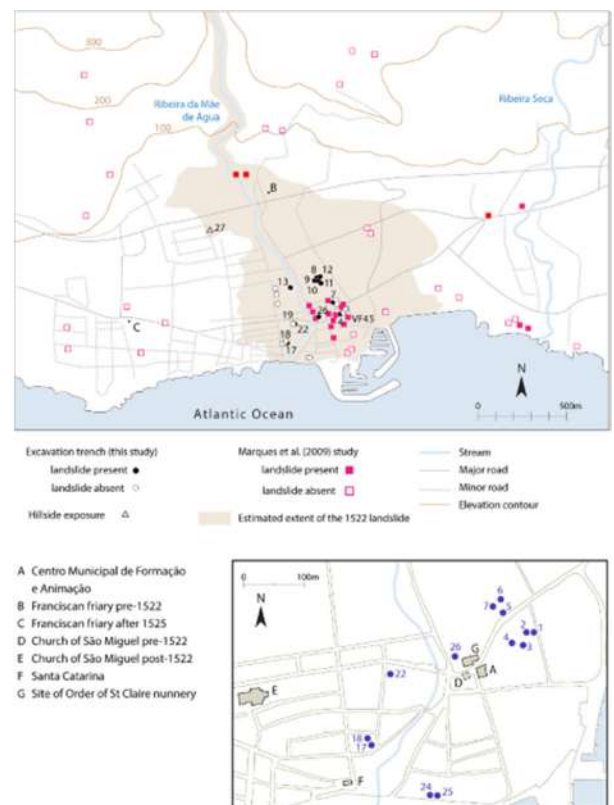 300
200
100
Ribeira da Mãe
de Água
Ribeira Seca
B
27
8
12
9
11
10
13
7
26
19
22
VF45
18
17
C
N
Atlantic Ocean
0
500m
Excavation trench (this study)
landslide present
landslide absent
Hillside exposure
Marques et al. (2009) study
landslide present
landslide absent
Estimated extent of the 1522 landslide
Stream
Major road
Minor road
Elevation contour
A Centro Municipal de Formação
e Animação
B Franciscan friary pre-1522
C Franciscan friary after 1525
D Church of São Miguel pre-1522
E Church of São Miguel post-1522
F Santa Catarina
G Site of Order of St Claire nunnery
0
100m
N
6
7
5
2
1
4
3
26
G
A
D
22
E
18
17
F
24
25